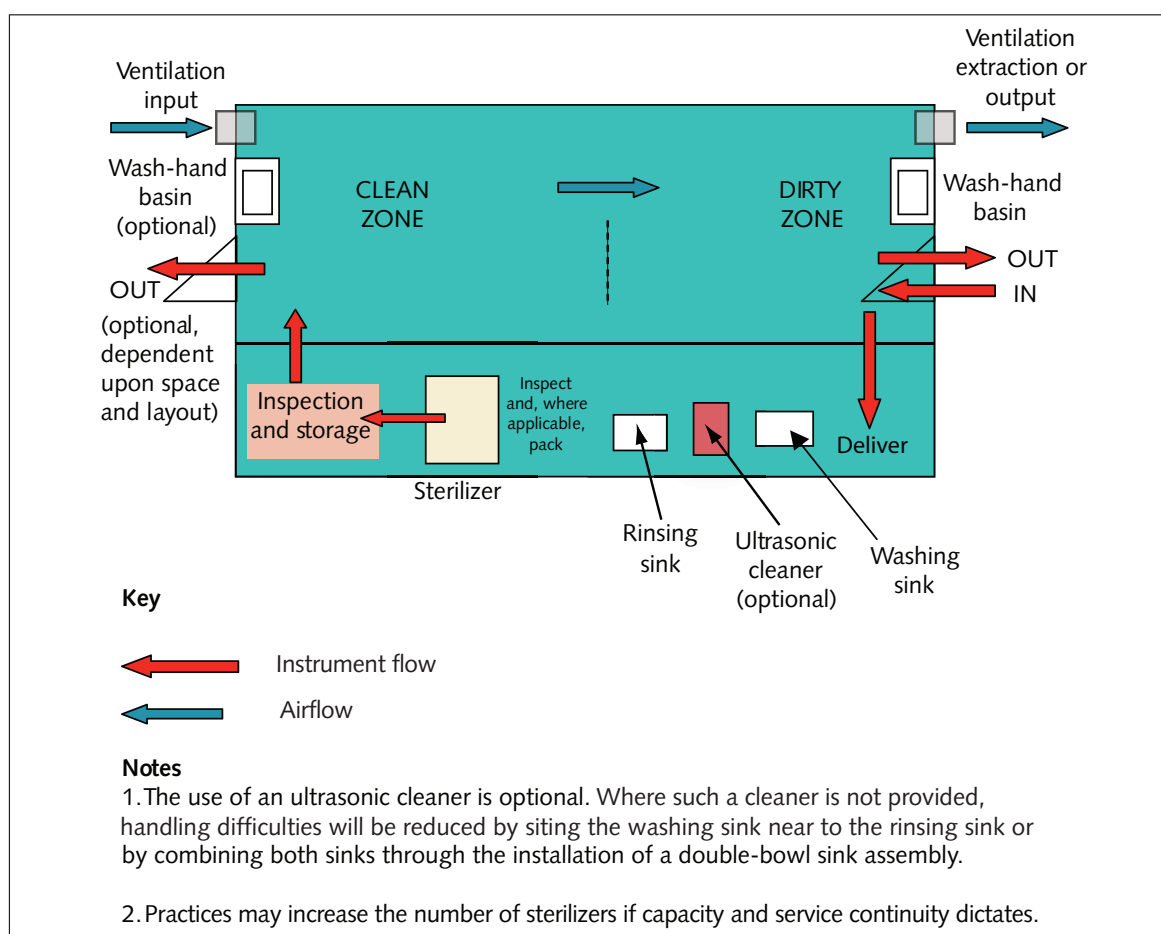 Ventilation
input
Ventilation
extraction or
output
Wash-hand
basin
(optional)
CLEAN
ZONE
DIRTY
ZONE
Wash-hand
basin
OUT
(optional,
dependent
upon space
and layout)
OUT
IN
Inspection
and storage
Inspect
and, where
applicable,
pack
Deliver
Sterilizer
Rinsing
sink
Ultrasonic
cleaner
(optional)
Washing
sink
Key
Instrument flow
Airflow
Notes
1. The use of an ultrasonic cleaner is optional. Where such a cleaner is not provided,
handling difficulties will be reduced by siting the washing sink near to the rinsing sink or
by combining both sinks through the installation of a double-bowl sink assembly.
2. Practices may increase the number of sterilizers if capacity and service continuity dictates.